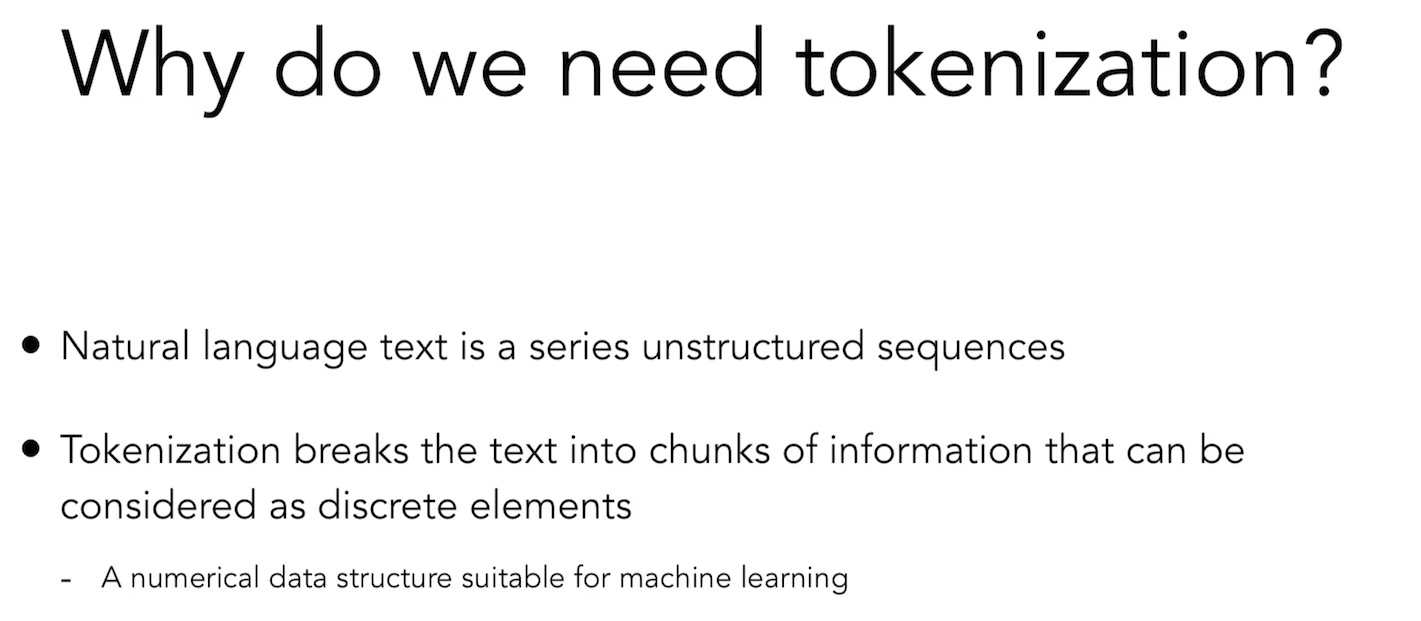 Why do we need tokenization?
● Natural language text is a series unstructured sequences
● Tokenization breaks the text into chunks of information that can be
considered as discrete elements
- A numerical data structure suitable for machine learning